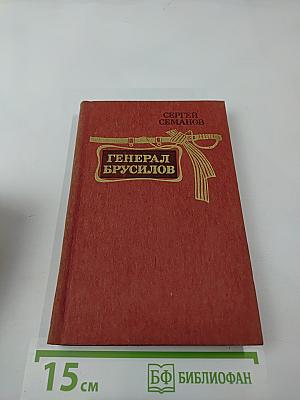 СЕРГЕЙ
СЕМАНОВ
ГЕНЕРАЛ
БРУСИЛОВ
15 см
БФ БИБЛИОФАН